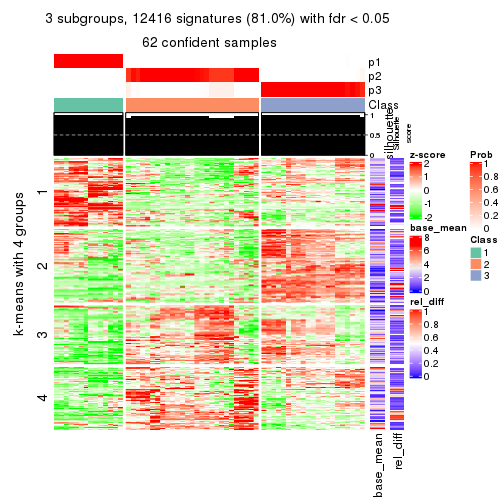 3 subgroups, 12416 signatures (81.0%) with fdr < 0.05
62 confident samples
p1
p2
p3
Class
1
0.5
0
silhouette
Silhouette
score
k-means with 4 groups
1
2
3
4
base_mean
rel_diff
z-score
2
1
0
-1
-2
base_mean
8
6
4
2
0
rel_diff
1
0.8
0.6
0.4
0.2
0
Prob
1
0.8
0.6
0.4
0.2
0
Class
1
2
3